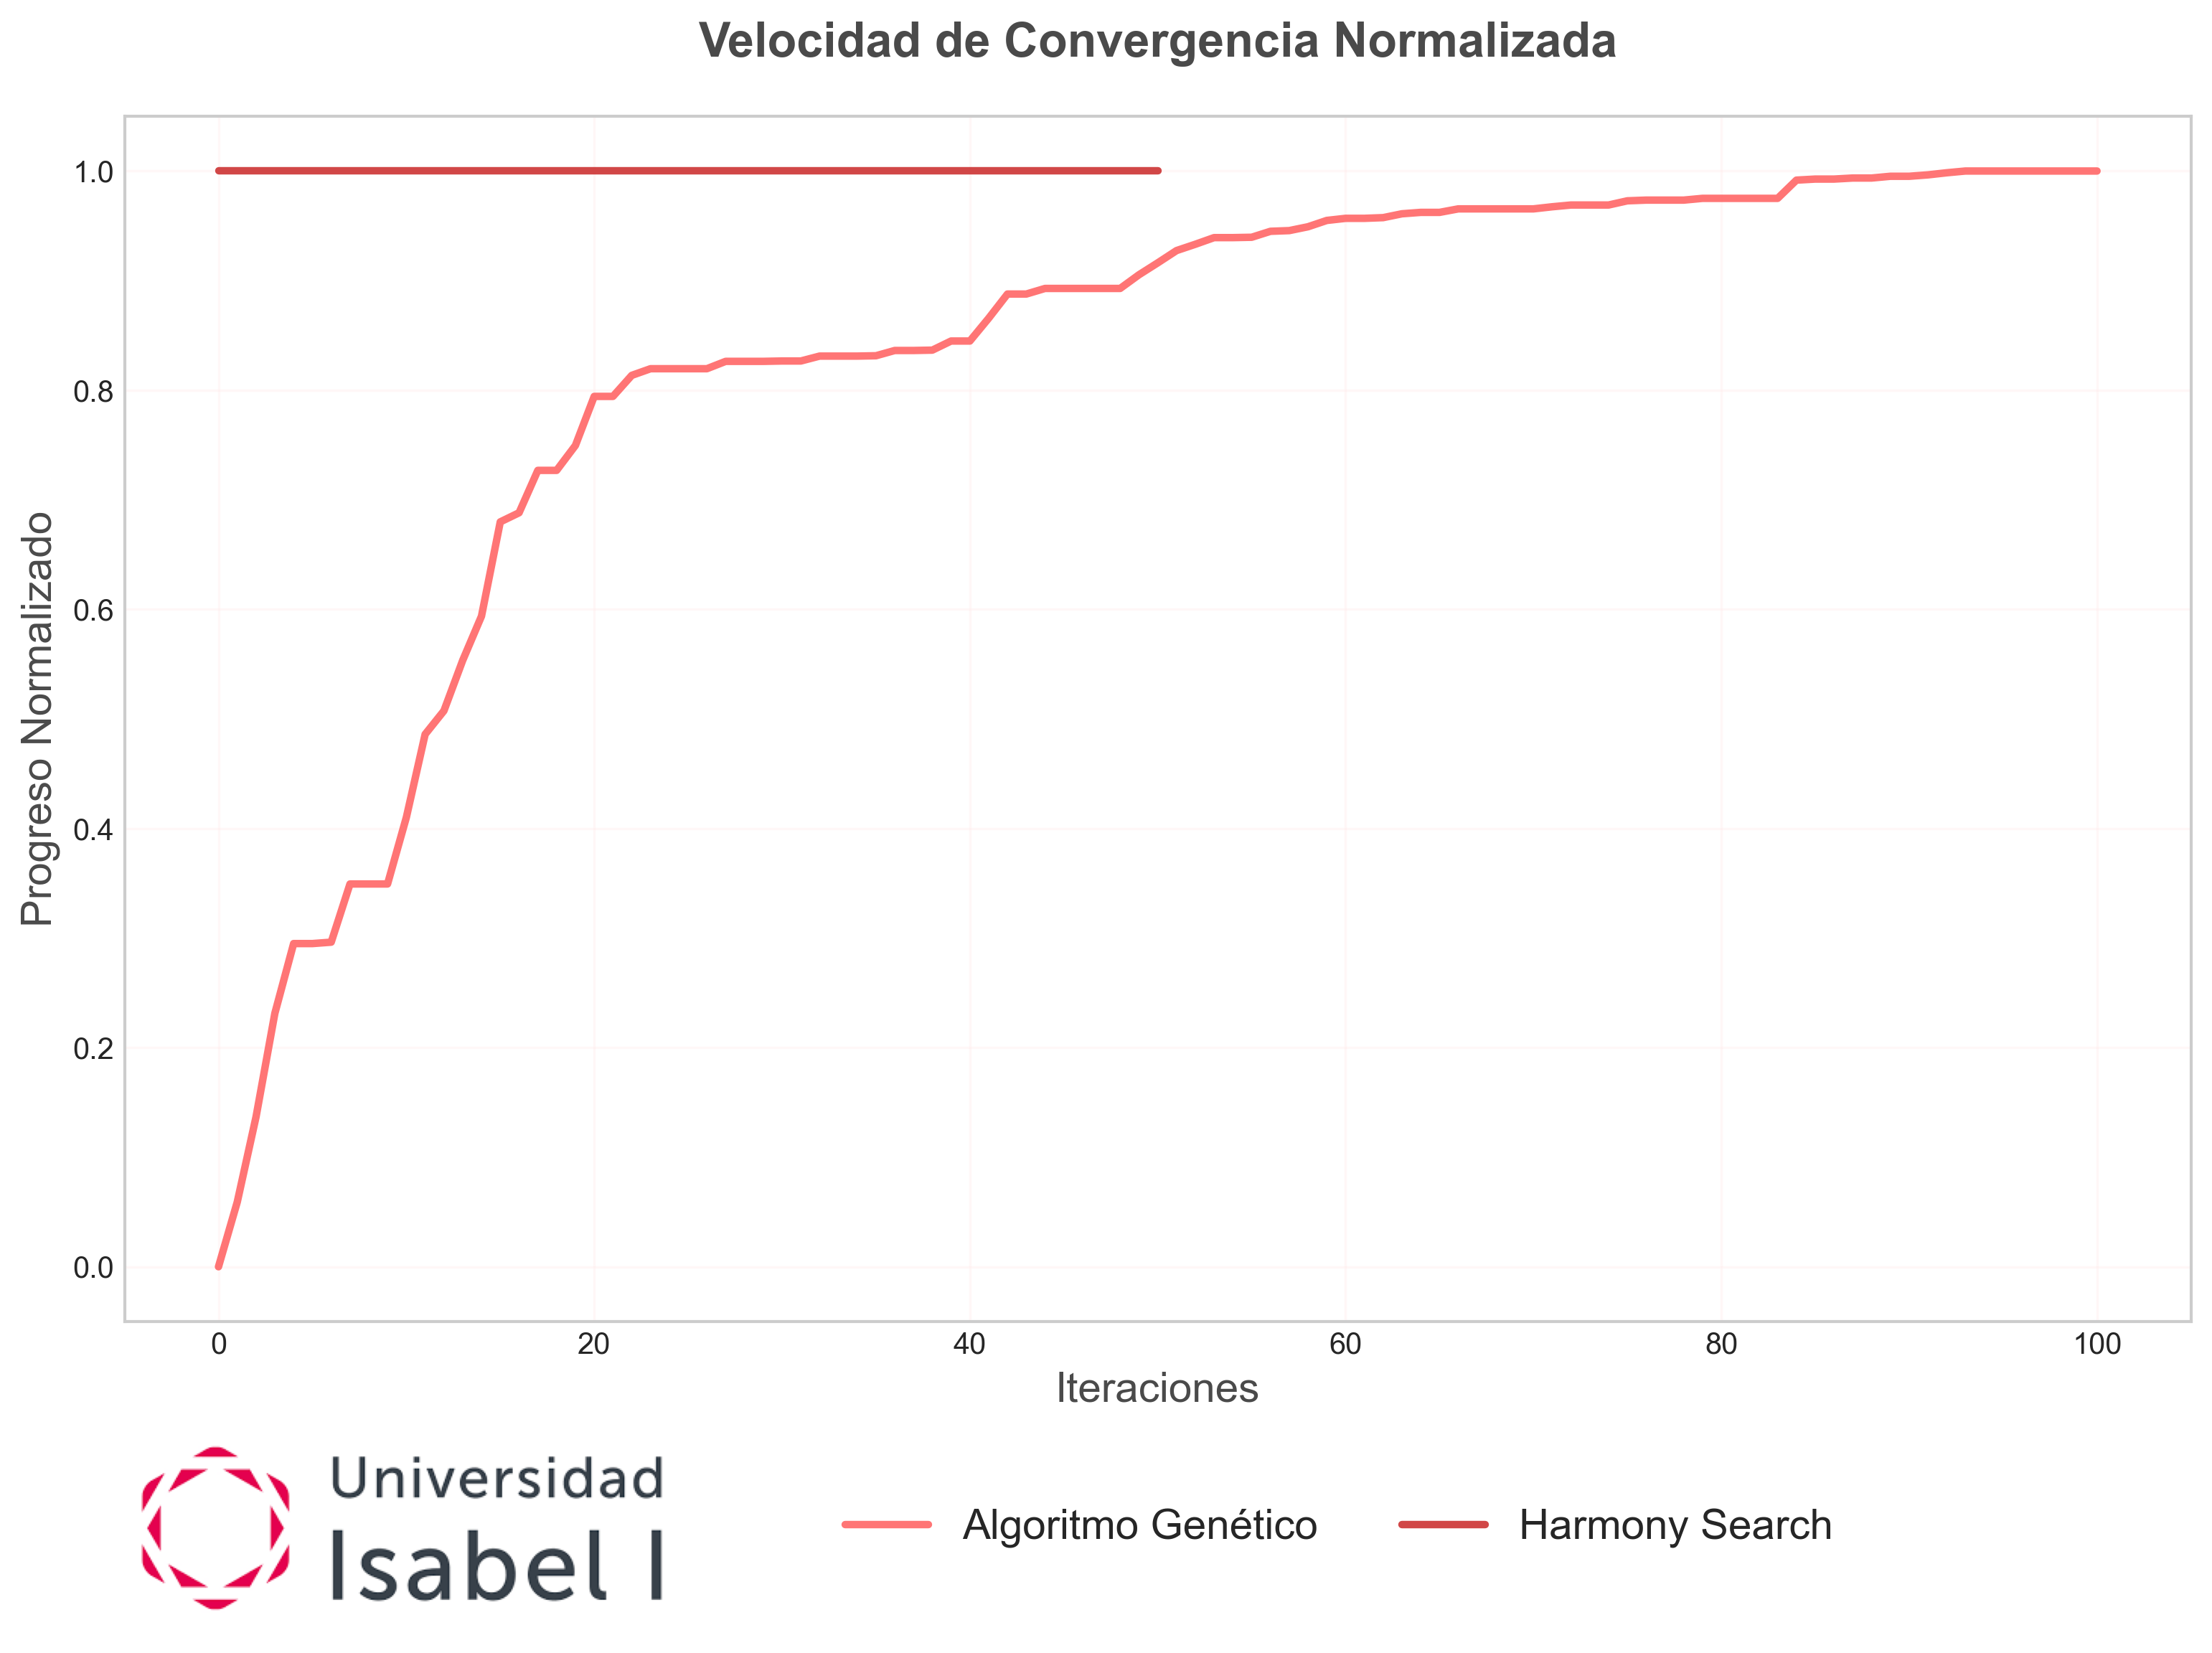 Velocidad de Convergencia Normalizada
Progreso Normalizado
1.0
0.8
0.6
0.4
0.2
0.0
0 20 40 60 80 100
Iteraciones
Universidad
Isabel I
Algoritmo Genético Harmony Search